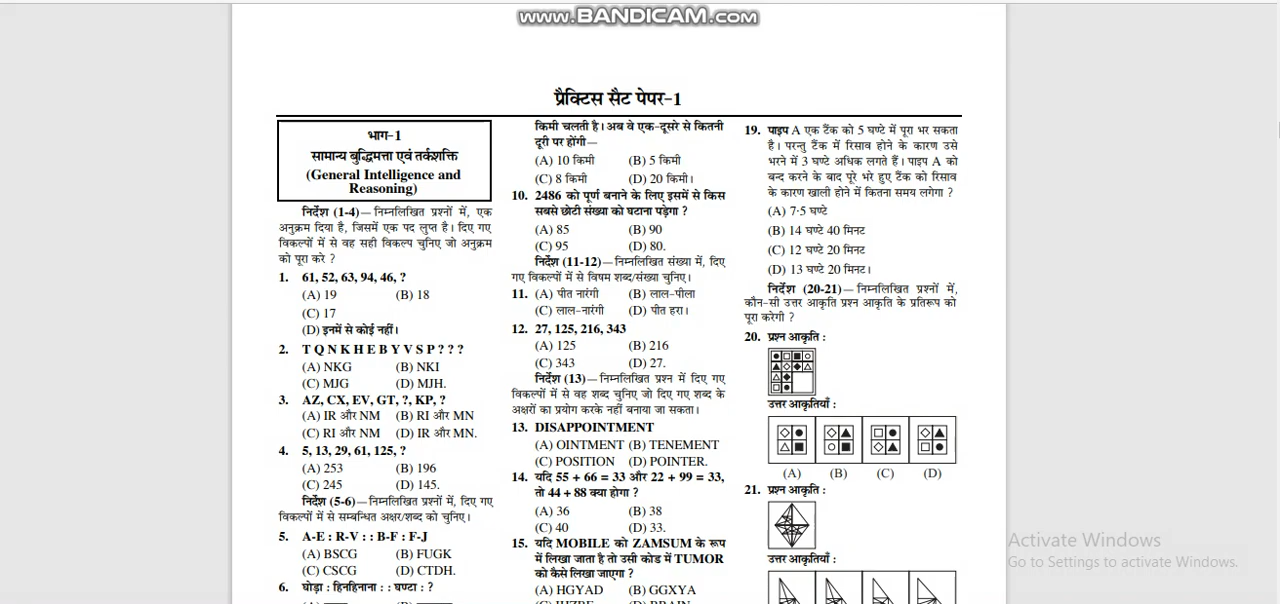 www.BANDICAM.com
प्रैक्टिस सैट पेपर-1
भाग-1
सामान्य बुद्धिमत्ता एवं तर्कशक्ति
(General Intelligence and
Reasoning)
निर्देश (1-4)— निम्नलिखित प्रश्नों में, एक
अनुक्रम दिया है, जिसमें एक पद लुप्त है। दिए गए
विकल्पों में से वह सही विकल्प चुनिए जो अनुक्रम
को पूरा करे ?
1. 61, 52, 63, 94, 46, ?
(A) 19 (B) 18
(C) 17
(D) इनमें से कोई नहीं।
2. T Q N K H E B Y V S P ? ? ?
(A) NKG (B) NKI
(C) MJG (D) MJH.
3. AZ, CX, EV, GT, ?, KP, ?
(A) IR और NM (B) RI और MN
(C) RI और NM (D) IR और MN.
4. 5, 13, 29, 61, 125, ?
(A) 253 (B) 196
(C) 245 (D) 145.
निर्देश (5-6)— निम्नलिखित प्रश्नों में, दिए गए
विकल्पों में से सम्बन्धित अक्षर/शब्द को चुनिए।
5. A-E : R-V : : B-F : F-J
(A) BSCG (B) FUGK
(C) CSCG (D) CTDH.
6. घोड़ा : हिनहिनाना : : घण्टा : ?
किमी चलती है। अब वे एक-दूसरे से कितनी
दूरी पर होंगी—
(A) 10 किमी (B) 5 किमी
(C) 8 किमी (D) 20 किमी।
10. 2486 को पूर्ण बनाने के लिए इसमें से किस
सबसे छोटी संख्या को घटाना पड़ेगा ?
(A) 85 (B) 90
(C) 95 (D) 80.
निर्देश (11-12)— निम्नलिखित संख्या में, दिए
गए विकल्पों में से विषम शब्द/संख्या चुनिए।
11. (A) पीत नारंगी (B) लाल-पीला
(C) लाल-नारंगी (D) पीत हरा।
12. 27, 125, 216, 343
(A) 125 (B) 216
(C) 343 (D) 27.
निर्देश (13)— निम्नलिखित प्रश्न में दिए गए
विकल्पों में से वह शब्द चुनिए जो दिए गए शब्द के
अक्षरों का प्रयोग करके नहीं बनाया जा सकता।
13. DISAPPOINTMENT
(A) OINTMENT (B) TENEMENT
(C) POSITION (D) POINTER.
14. यदि 55 + 66 = 33 और 22 + 99 = 33,
तो 44 + 88 क्या होगा ?
(A) 36 (B) 38
(C) 40 (D) 33.
15. यदि MOBILE को ZAMSUM के रूप
में लिखा जाता है तो उसी कोड में TUMOR
को कैसे लिखा जाएगा ?
(A) HGYAD (B) GGXYA
19. पाइप A एक टैंक को 5 घण्टे में पूरा भर सकता
है। परन्तु टैंक में रिसाव होने के कारण उसे
भरने में 3 घण्टे अधिक लगते हैं। पाइप A को
बन्द करने के बाद पूरे भरे हुए टैंक को रिसाव
के कारण खाली होने में कितना समय लगेगा ?
(A) 7·5 घण्टे
(B) 14 घण्टे 40 मिनट
(C) 12 घण्टे 20 मिनट
(D) 13 घण्टे 20 मिनट।
निर्देश (20-21)— निम्नलिखित प्रश्नों में,
कौन-सी उत्तर आकृति प्रश्न आकृति के प्रतिरूप को
पूरा करेगी ?
20. प्रश्न आकृति :
उत्तर आकृतियाँ :
(A) (B) (C) (D)
21. प्रश्न आकृति :
उत्तर आकृतियाँ :
Activate Windows
Go to Settings to activate Windows.